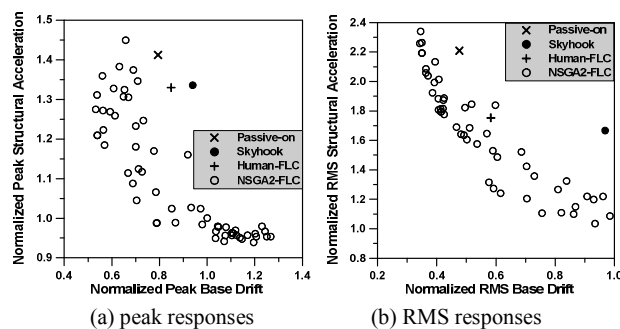 Normalized Peak Structural Acceleration
1.5
1.4
1.3
1.2
1.1
1.0
0.9
Passive-on
Skyhook
Human-FLC
NSGA2-FLC
0.4 0.6 0.8 1.0 1.2 1.4
Normalized Peak Base Drift
(a) peak responses
Normalized RMS Structural Acceleration
2.4
2.2
2
1.8
1.6
1.4
1.2
1
0.8
Passive-on
Skyhook
Human-FLC
NSGA2-FLC
0.2 0.4 0.6 0.8 1
Normalized RMS Base Drift
(b) RMS responses